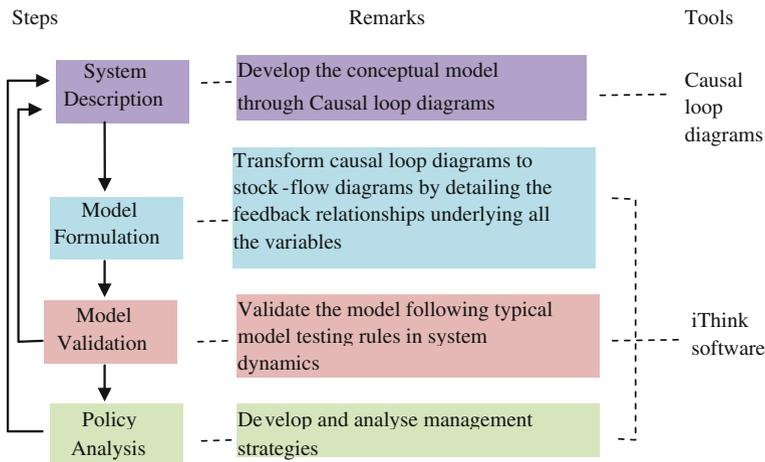 Steps
Remarks
Tools
System
Description
Develop the conceptual model
through Causal loop diagrams
Causal
loop
diagrams
Model
Formulation
Transform causal loop diagrams to
stock -flow diagrams by detailing the
feedback relationships underlying all
the variables
Model
Validation
Validate the model following typical
model testing rules in system
dynamics
iThink
software
Policy
Analysis
Develop and analyse management
strategies